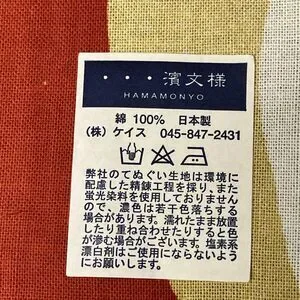 ・・・濱文様
HAMAMONYO
綿 100% 日本製
(株) ケイス 045-847-2431
弊社のてぬぐい生地は環境
に配慮した精錬工程を採り、また
蛍光染料を使用しておりません
ので、濃色は若干色落ちする
場合があります。濡れたまま放置
したり重ね合わせたりすると色
が滲む場合がございます。塩素系
漂白剤はご使用にならないよう
にお願いします。